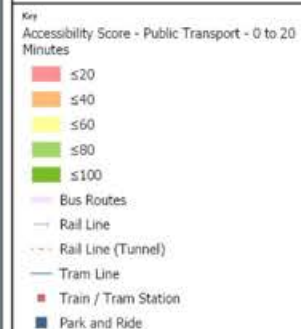 Key
Accessibility Score - Public Transport - 0 to 20
Minutes
≤20
≤40
≤60
≤80
≤100
Bus Routes
Rail Line
Rail Line (Tunnel)
Tram Line
Train / Tram Station
Park and Ride